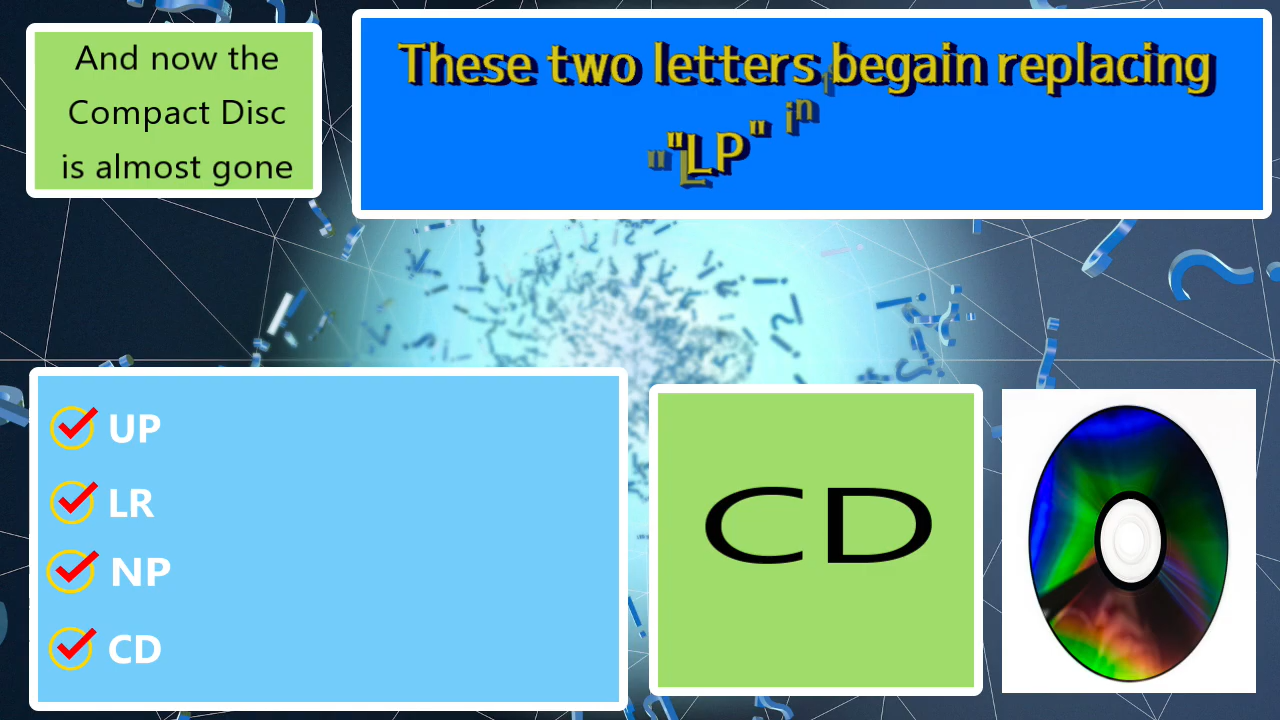 And now the
Compact Disc
is almost gone
These two letters begain replacing
"LP" in
UP
LR
NP
CD
CD